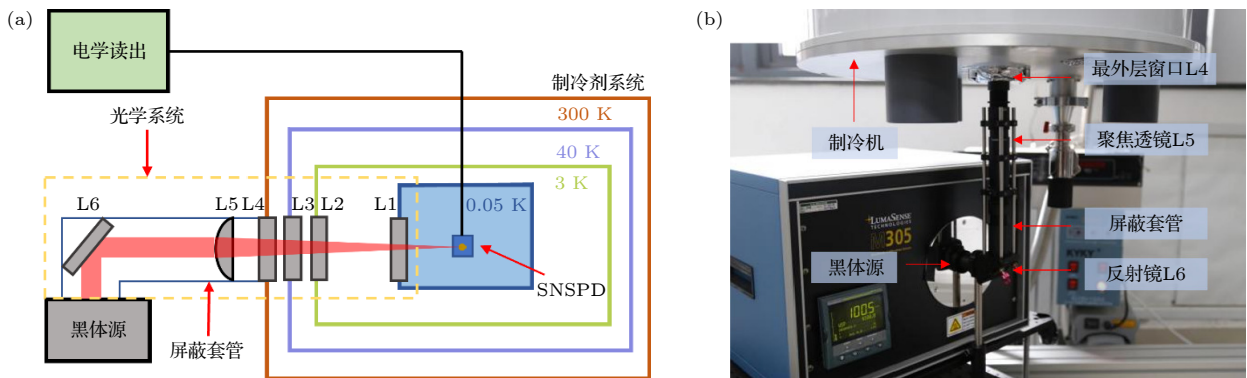 (a)
电学读出
光学系统
制冷剂系统
300 K
40 K
3 K
0.05 K
L6
L5
L4
L3
L2
L1
SNSPD
黑体源
屏蔽套管
(b)
最外层窗口L4
制冷机
聚焦透镜L5
LUMASENSE
TECHNOLOGIES
M305
屏蔽套管
黑体源
KYKY
反射镜L6
1005